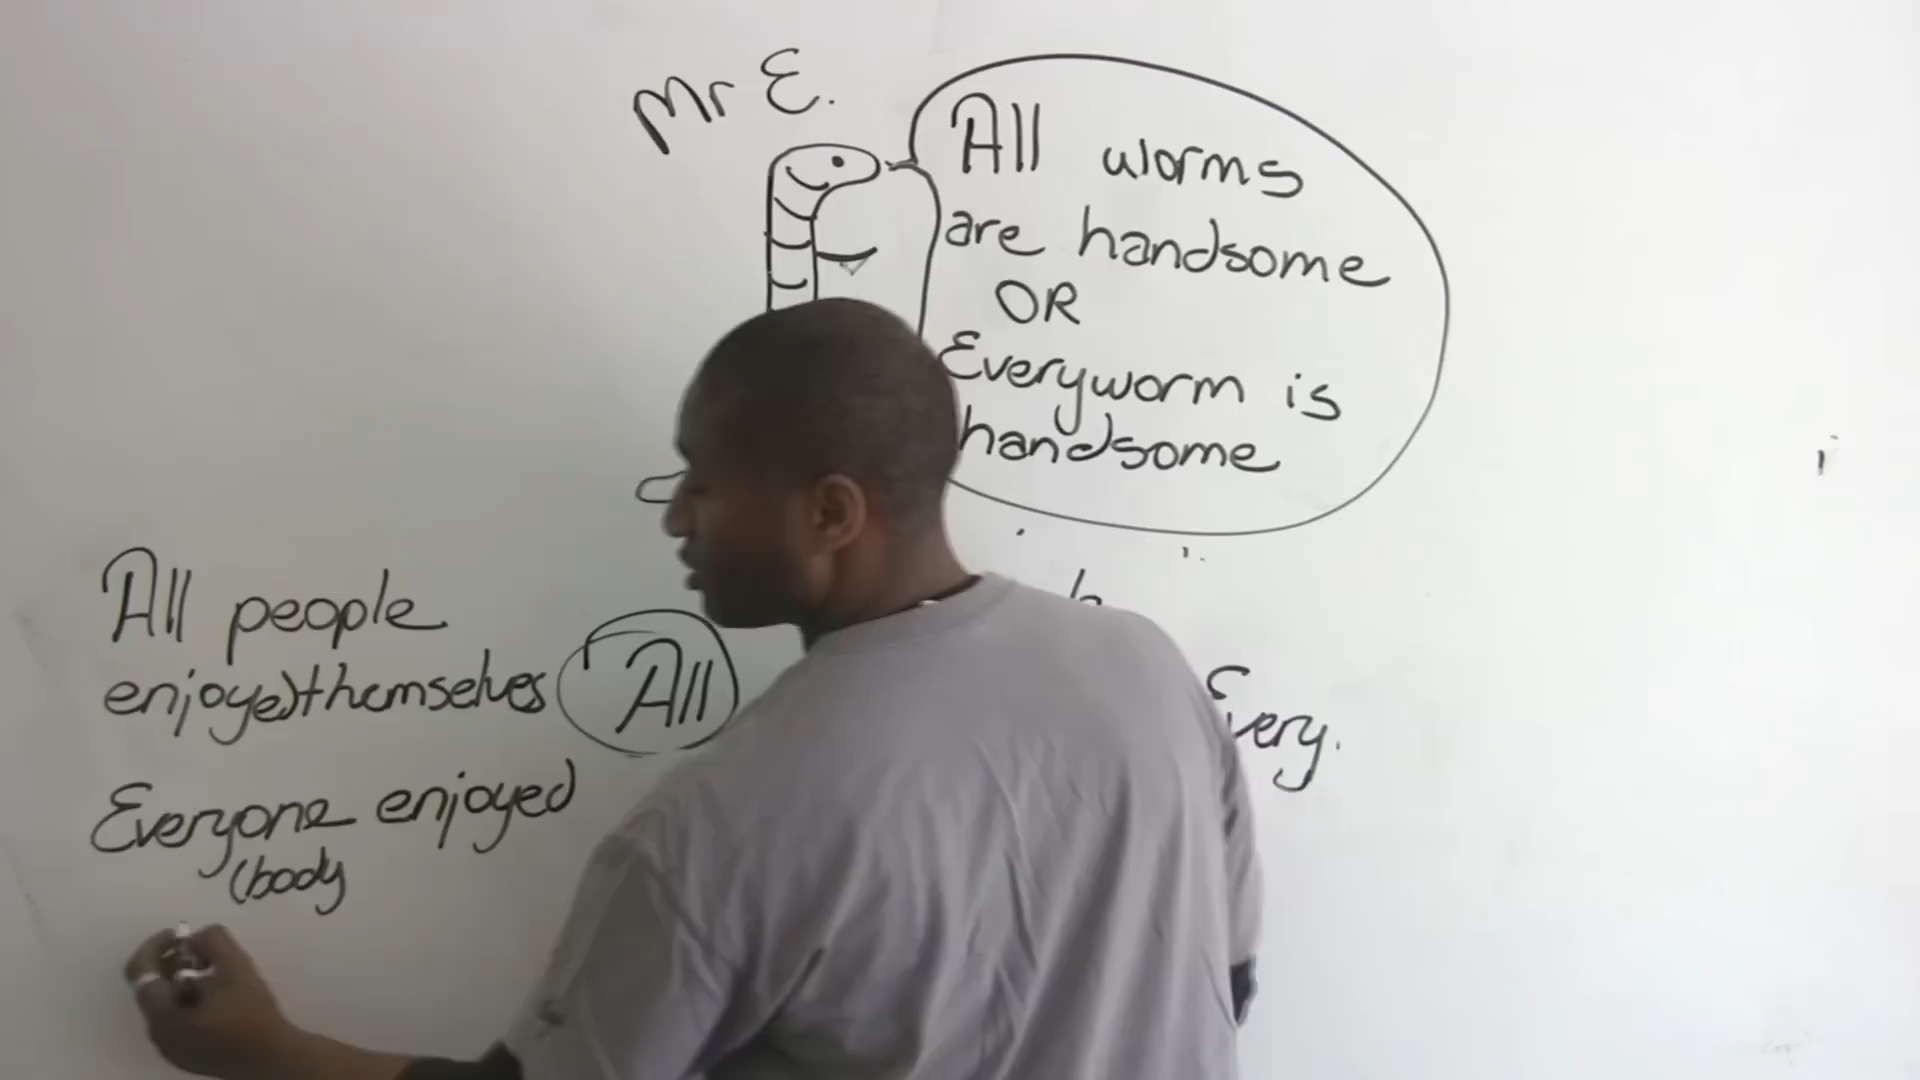 Mr E.
All worms
are handsome
OR
Everyworm is
handsome
All people
enjoyed themselves
All
Every.
Everyone enjoyed
(body